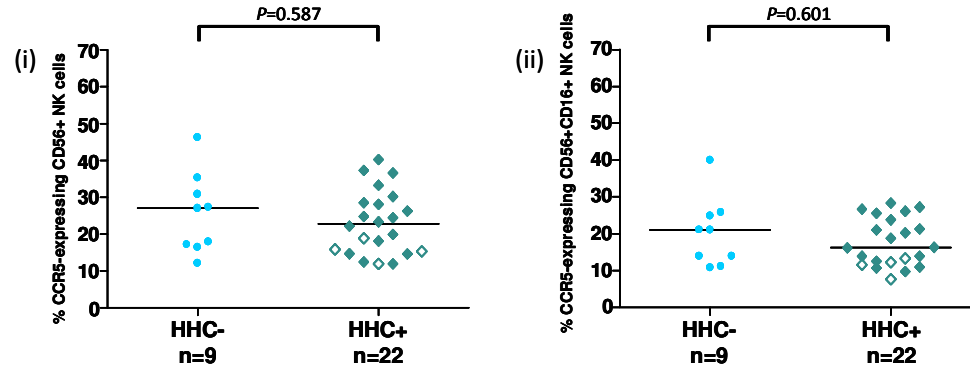 P=0.587
(i)
% CCR5-expressing CD56+ NK cells
70
60
50
40
30
20
10
0
HHC-
n=9
HHC+
n=22
P=0.601
(ii)
% CCR5-expressing CD56+CD16+ NK cells
70
60
50
40
30
20
10
0
HHC-
n=9
HHC+
n=22